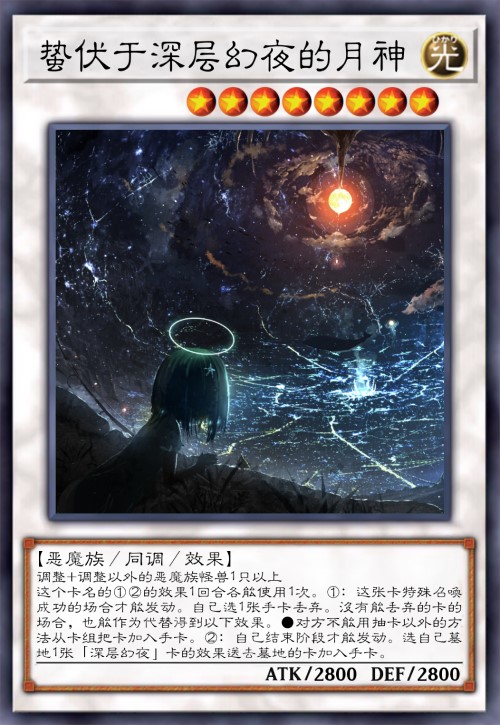 蛰伏于深层幻夜的月神
ひかり
光
【恶魔族／同调／效果】
调整+调整以外的恶魔族怪兽1只以上
这个卡名的①②的效果1回合各能使用1次。①：这张卡特殊召唤
成功的场合才能发动。自己选1张手卡丢弃。没有能丢弃的卡的
场合，也能作为代替得到以下效果。●对方不能用抽卡以外的方
法从卡组把卡加入手卡。②：自己结束阶段才能发动。选自己墓
地1张「深层幻夜」卡的效果送去墓地的卡加入手卡。
ATK/2800 DEF/2800